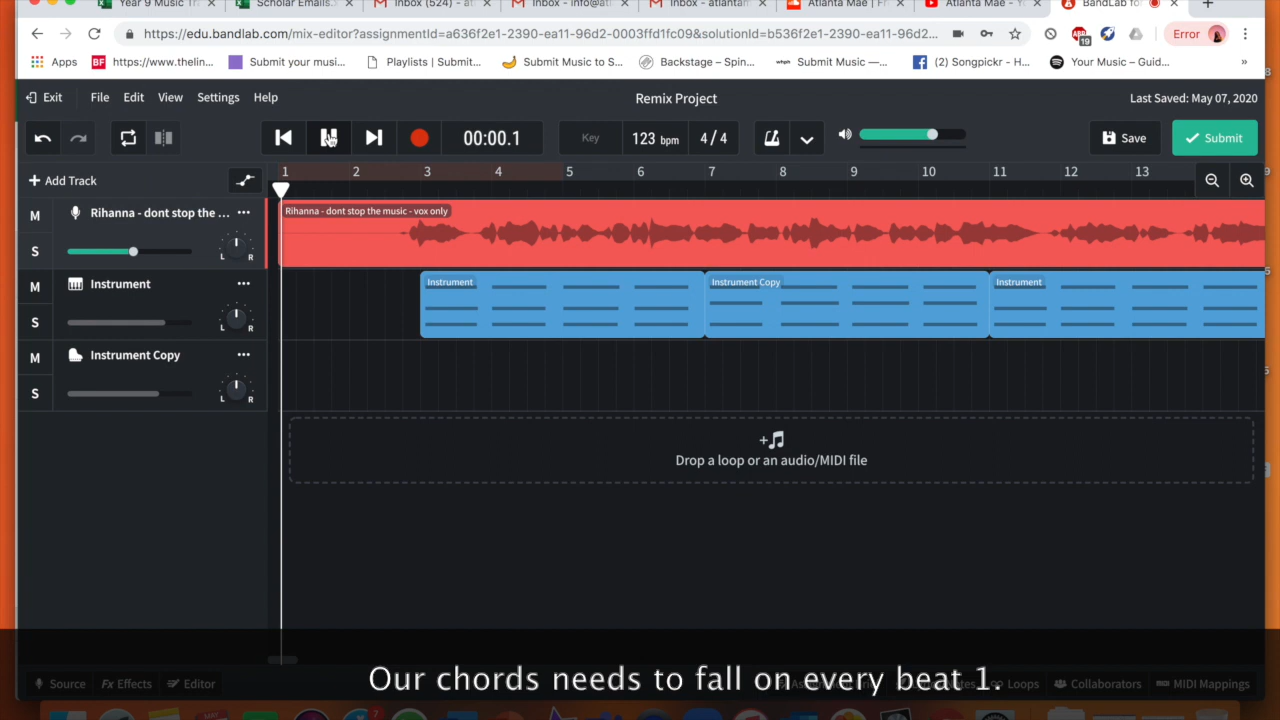 Year 9 Music Tr
Scholar Emails.
Inbox (524) - at
Inbox - info@at
Inbox - atlantam
Atlanta Mae | Fr
Atlanta Mae - Yo
BandLab for
https://edu.bandlab.com/mix-editor?assignmentId=a636f2e1-2390-ea11-96d2-0003ffd1fc09&solutionId=b536f2e1-2390-ea11-96d2...
19
Error
Apps
BF https://www.thelin...
Submit your musi...
Playlists | Submit...
Submit Music to S...
Backstage – Spin...
Submit Music —...
(2) Songpickr - H...
Your Music – Guid...
»
Exit File Edit View Settings Help
Remix Project
Last Saved: May 07, 2020
00:00.1
Key
123 bpm
4 / 4
Save
Submit
+ Add Track
1 2 3 4 5 6 7 8 9 10 11 12 13
M S Rihanna - dont stop the ... L R
Rihanna - dont stop the music - vox only
M S Instrument L R
Instrument
Instrument Copy
Instrument
M S Instrument Copy L R
Drop a loop or an audio/MIDI file
Our chords needs to fall on every beat 1.
Source Fx Effects Editor
Loops Collaborators MIDI Mappings
7